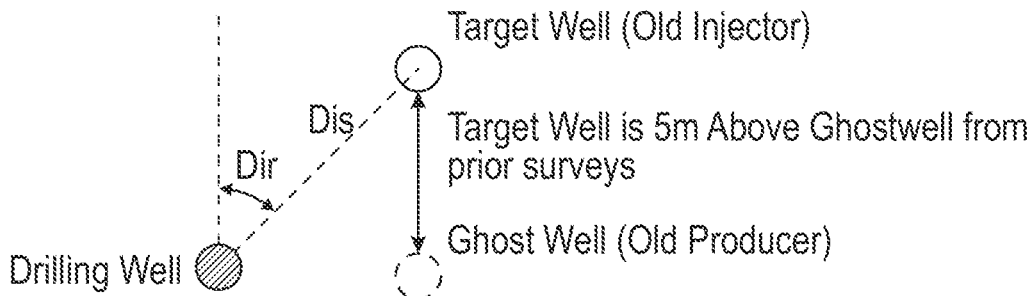 Target Well (Old Injector)
Dis
Target Well is 5m Above Ghostwell from
prior surveys
Dir
Ghost Well (Old Producer)
Drilling Well